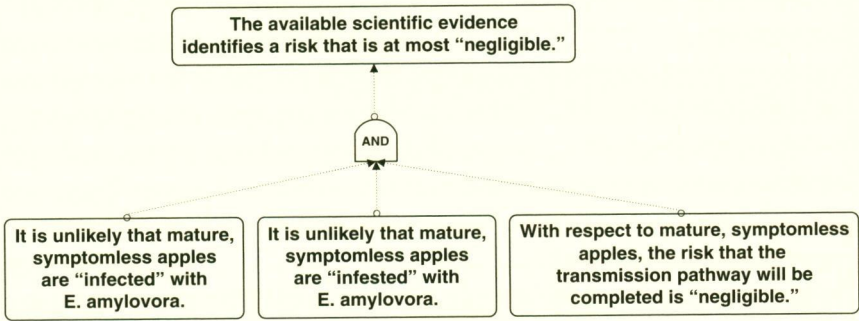 The available scientific evidence
identifies a risk that is at most “negligible.”
AND
It is unlikely that mature,
symptomless apples
are “infected” with
E. amylovora.
It is unlikely that mature,
symptomless apples
are “infested” with
E. amylovora.
With respect to mature, symptomless
apples, the risk that the
transmission pathway will be
completed is “negligible.”